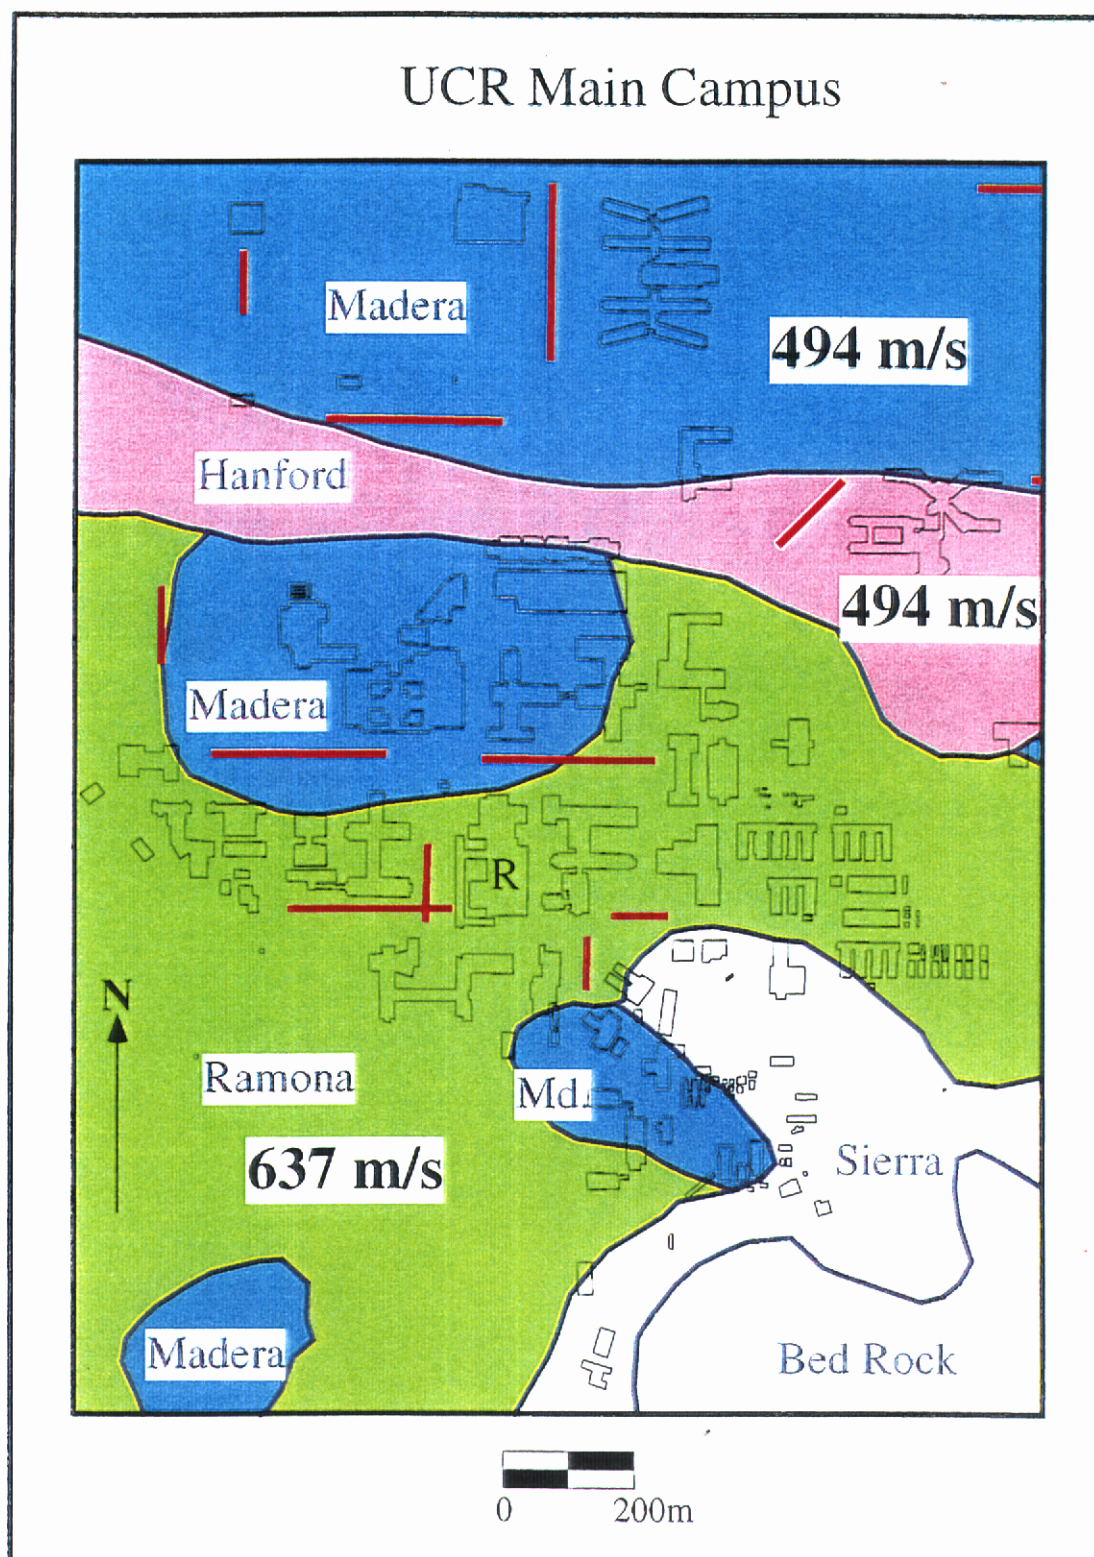 UCR Main Campus
Madera
494 m/s
Hanford
494 m/s
Madera
R
N
Ramona
Md.
637 m/s
Sierra
Madera
Bed Rock
0 200m